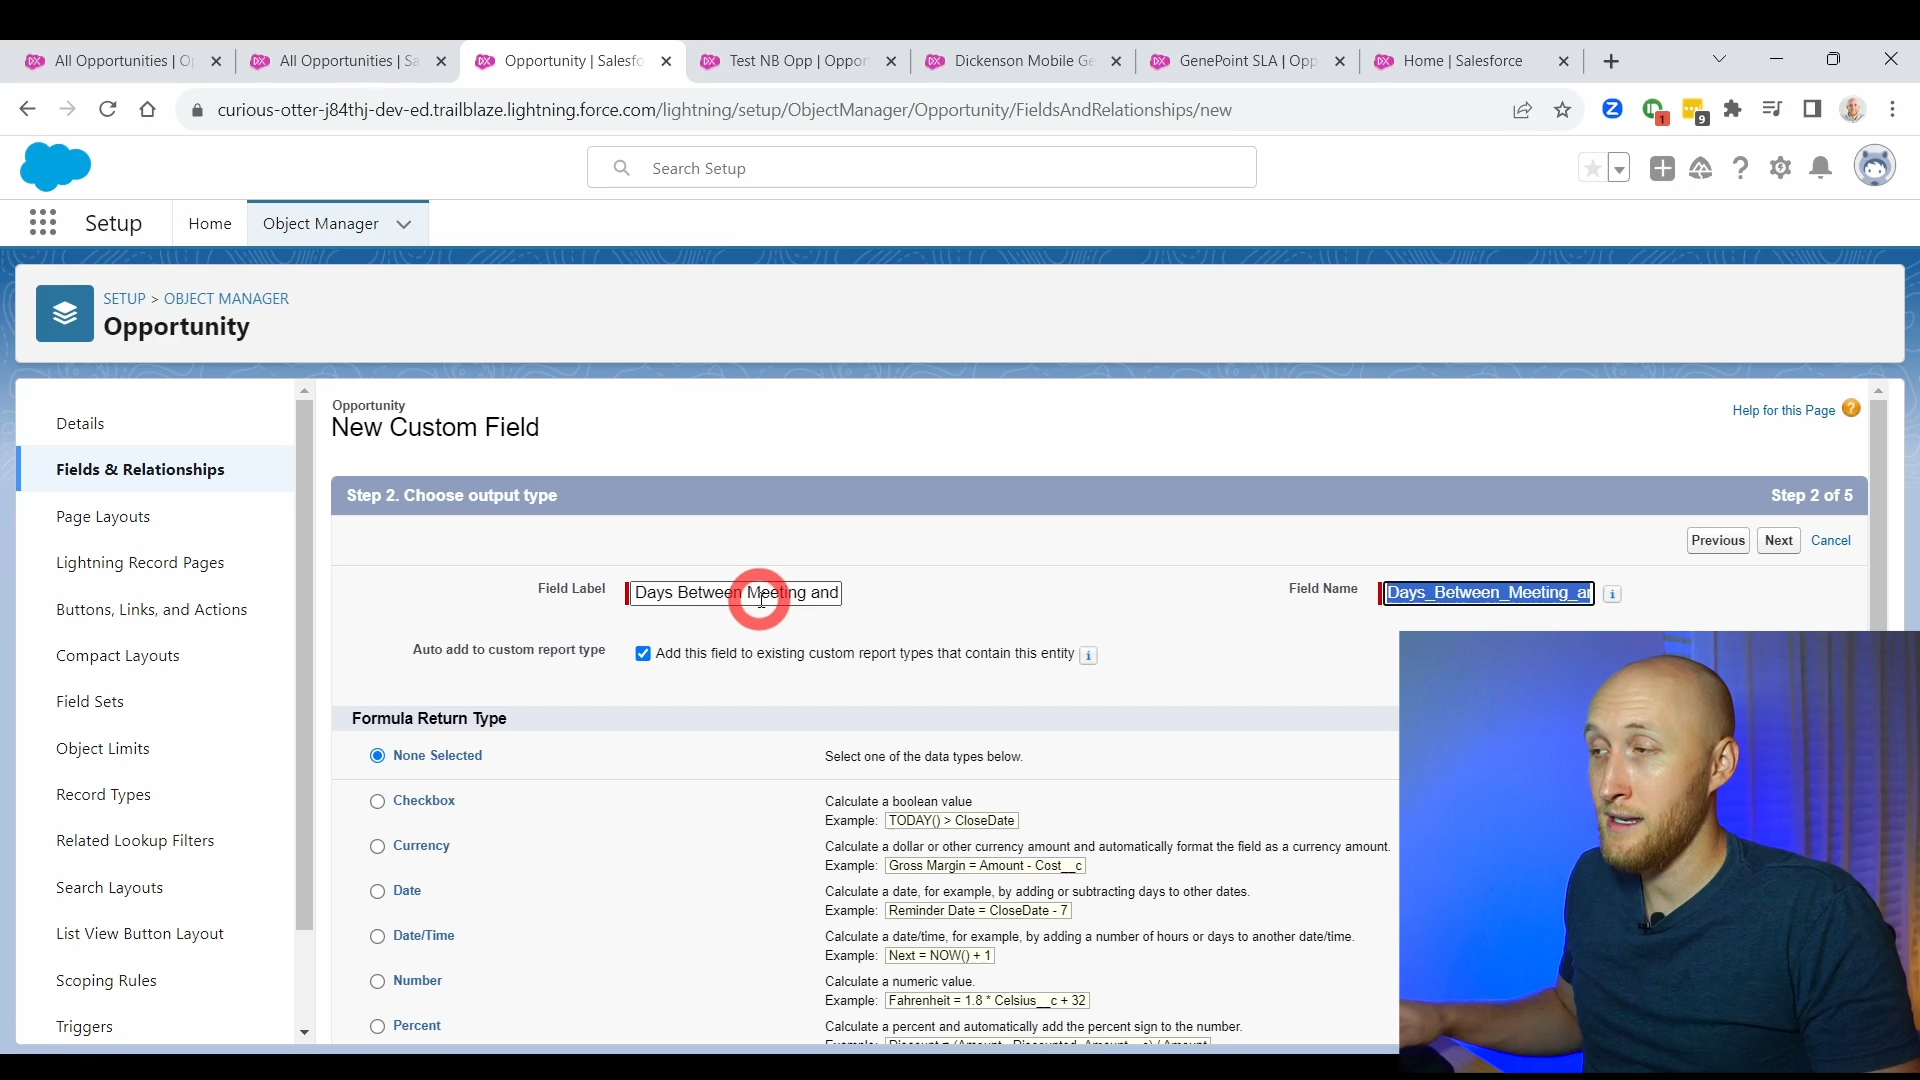 All Opportunities | O
All Opportunities | Sa
Opportunity | Salesfo
Test NB Opp | Oppor
Dickenson Mobile Ge
GenePoint SLA | Opp
Home | Salesforce
curious-otter-j84thj-dev-ed.trailblaze.lightning.force.com/lightning/setup/ObjectManager/Opportunity/FieldsAndRelationships/new
Z
1
9
Search Setup
Setup
Home
Object Manager
SETUP > OBJECT MANAGER
Opportunity
Details
Fields & Relationships
Page Layouts
Lightning Record Pages
Buttons, Links, and Actions
Compact Layouts
Field Sets
Object Limits
Record Types
Related Lookup Filters
Search Layouts
List View Button Layout
Scoping Rules
Triggers
Opportunity
New Custom Field
Help for this Page
Step 2. Choose output type
Step 2 of 5
Previous
Next
Cancel
Field Label
Days Between Meeting and
Field Name
Days_Between_Meeting_ar
Auto add to custom report type
Add this field to existing custom report types that contain this entity
Formula Return Type
None Selected
Select one of the data types below.
Checkbox
Calculate a boolean value
Example: TODAY() > CloseDate
Currency
Calculate a dollar or other currency amount and automatically format the field as a currency amount.
Example: Gross Margin = Amount - Cost__c
Date
Calculate a date, for example, by adding or subtracting days to other dates.
Example: Reminder Date = CloseDate - 7
Date/Time
Calculate a date/time, for example, by adding a number of hours or days to another date/time.
Example: Next = NOW() + 1
Number
Calculate a numeric value.
Example: Fahrenheit = 1.8 * Celsius__c + 32
Percent
Calculate a percent and automatically add the percent sign to the number.